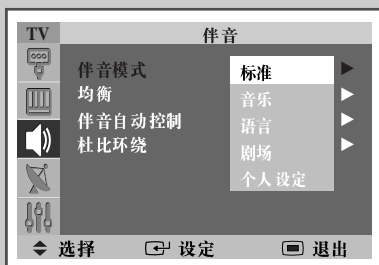 TV 伴音
伴音模式 标准
均衡 音乐
伴音自动控制 语言
杜比环绕 剧场
个人设定
选择 设定 退出